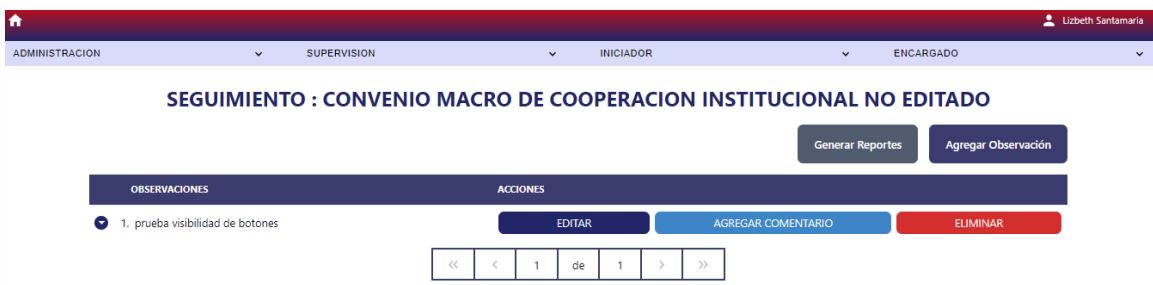 Lizbeth Santamaria
ADMINISTRACION SUPERVISION INICIADOR ENCARGADO
SEGUIMIENTO : CONVENIO MACRO DE COOPERACION INSTITUCIONAL NO EDITADO
Generar Reportes Agregar Observación
OBSERVACIONES ACCIONES
1. prueba visibilidad de botones EDITAR AGREGAR COMENTARIO ELIMINAR
<< < 1 de 1 > >>